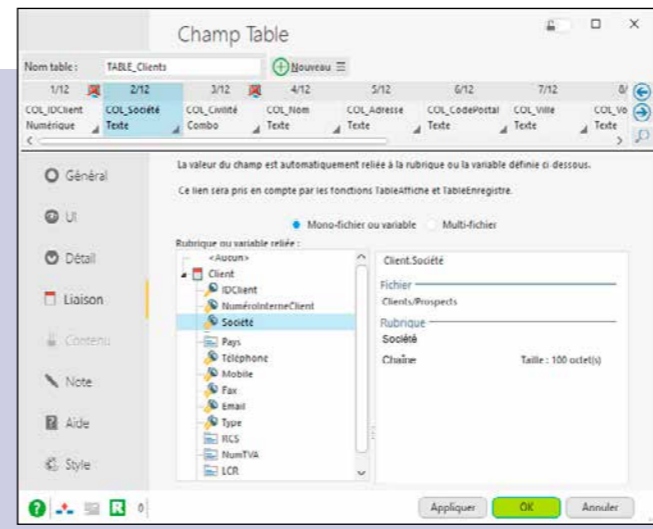 Champ Table
Nom table : TABLE_Clients Nouveau
1/12 2/12 3/12 4/12 5/12 6/12 7/12 8/
COL_IDClient COL_Société COL_Civilité COL_Nom COL_Adresse COL_CodePostal COL_Ville COL_Vo
Numérique Texte Combo Texte Texte Texte Texte Texte
Général
UI
Détail
Liaison
Contenu
Note
Aide
Style
La valeur du champ est automatiquement reliée à la rubrique ou la variable définie ci-dessous.
Ce lien sera pris en compte par les fonctions TableAffiche et TableEnregistre.
Mono-fichier ou variable Multi-fichier
Rubrique ou variable reliée :
<Aucun>
Client
IDClient
NuméroInterneClient
Société
Pays
Téléphone
Mobile
Fax
Email
Type
RCS
NumTVA
LCR
Client.Société
Fichier
Clients/Prospects
Rubrique
Société
Chaîne Taille : 100 octet(s)
? R 0 Appliquer OK Annuler